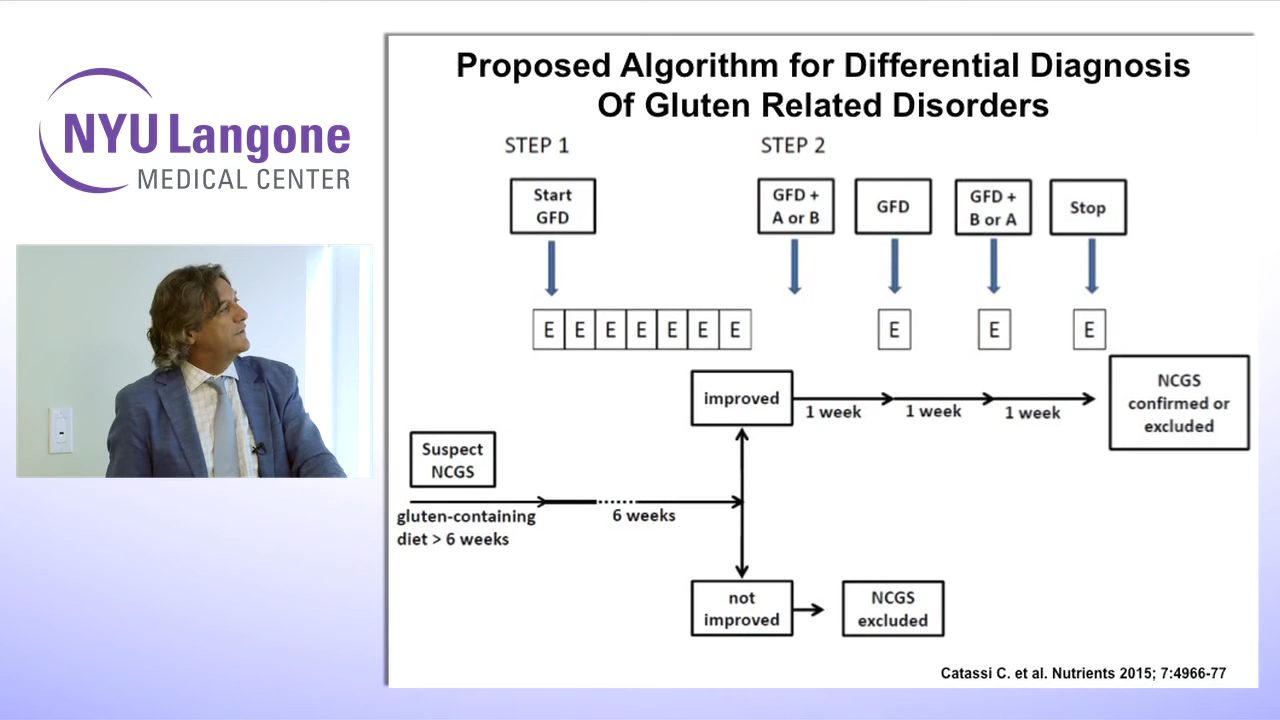 NYU Langone
MEDICAL CENTER
Proposed Algorithm for Differential Diagnosis
Of Gluten Related Disorders
STEP 1
STEP 2
Start
GFD
GFD +
A or B
GFD
GFD +
B or A
Stop
E E E E E E E
E
E
E
improved
1 week
1 week
1 week
NCGS
confirmed or
excluded
Suspect
NCGS
gluten-containing
diet > 6 weeks
6 weeks
not
improved
NCGS
excluded
Catassi C. et al. Nutrients 2015; 7:4966-77